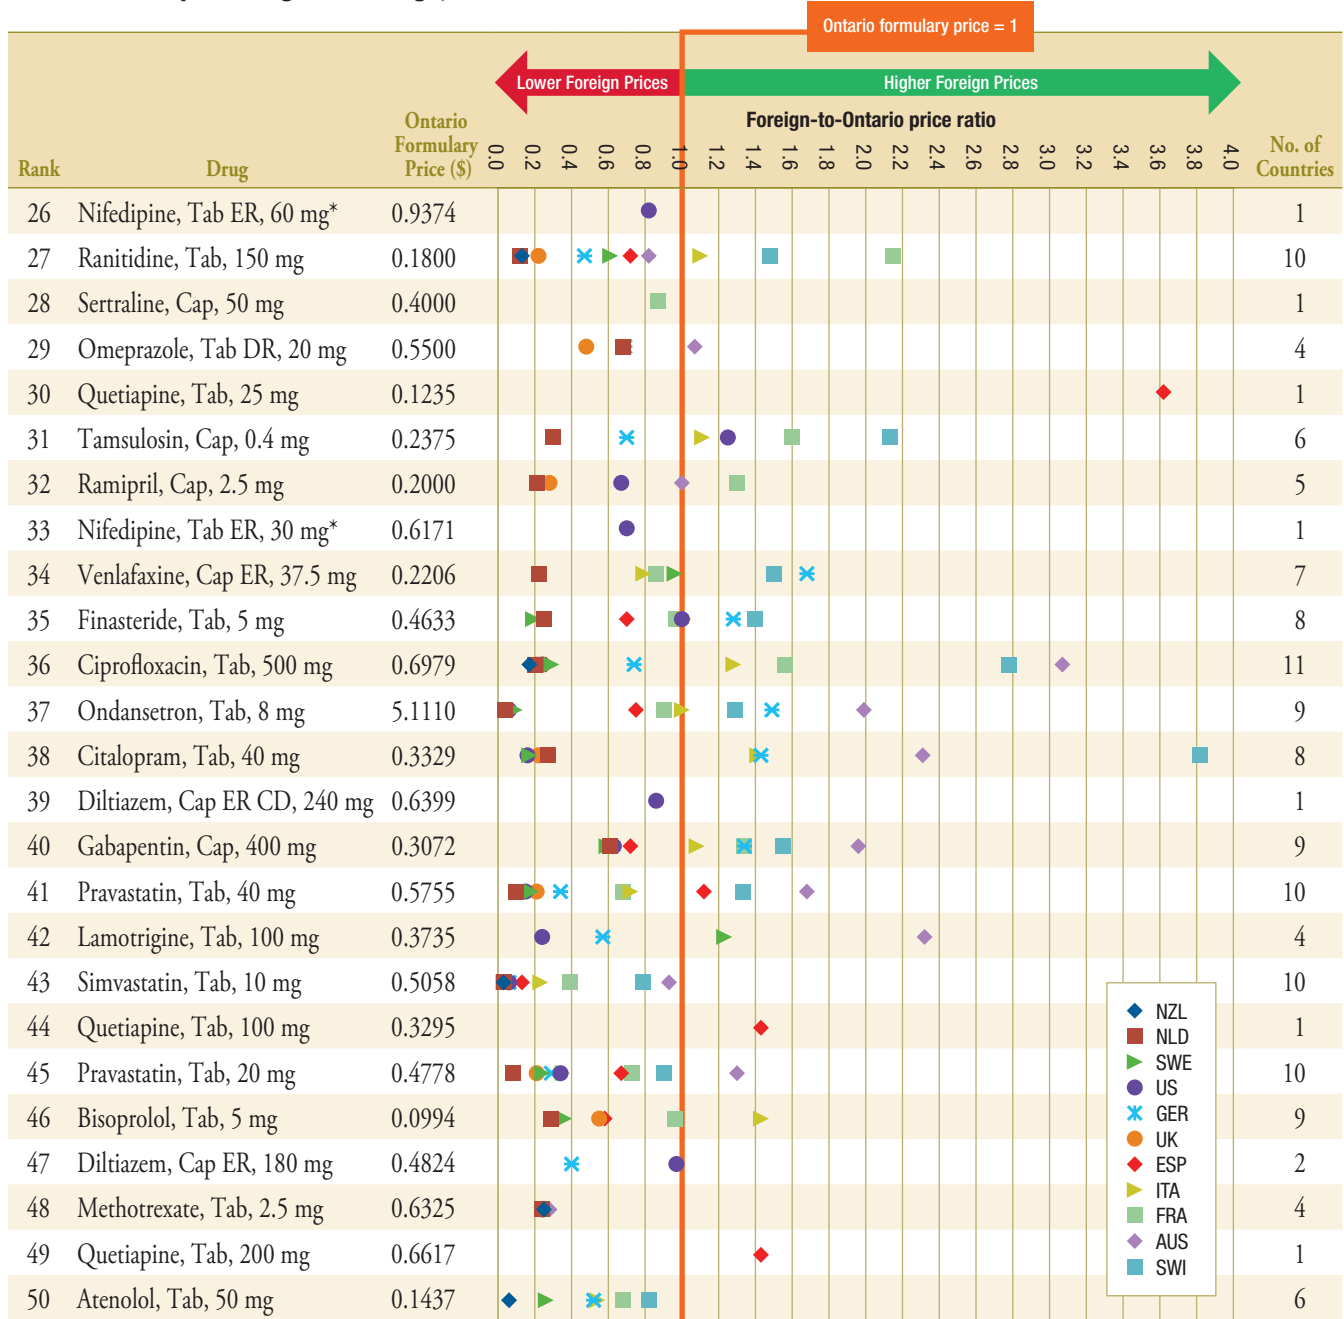 Ontario formulary price = 1
Lower Foreign Prices
Higher Foreign Prices
Foreign-to-Ontario price ratio
Rank Drug Ontario Formulary Price ($) 0.0 0.2 0.4 0.6 0.8 1.0 1.2 1.4 1.6 1.8 2.0 2.2 2.4 2.6 2.8 3.0 3.2 3.4 3.6 3.8 4.0 No. of Countries
26 Nifedipine, Tab ER, 60 mg* 0.9374 1
27 Ranitidine, Tab, 150 mg 0.1800 10
28 Sertraline, Cap, 50 mg 0.4000 1
29 Omeprazole, Tab DR, 20 mg 0.5500 4
30 Quetiapine, Tab, 25 mg 0.1235 1
31 Tamsulosin, Cap, 0.4 mg 0.2375 6
32 Ramipril, Cap, 2.5 mg 0.2000 5
33 Nifedipine, Tab ER, 30 mg* 0.6171 1
34 Venlafaxine, Cap ER, 37.5 mg 0.2206 7
35 Finasteride, Tab, 5 mg 0.4633 8
36 Ciprofloxacin, Tab, 500 mg 0.6979 11
37 Ondansetron, Tab, 8 mg 5.1110 9
38 Citalopram, Tab, 40 mg 0.3329 8
39 Diltiazem, Cap ER CD, 240 mg 0.6399 1
40 Gabapentin, Cap, 400 mg 0.3072 9
41 Pravastatin, Tab, 40 mg 0.5755 10
42 Lamotrigine, Tab, 100 mg 0.3735 4
43 Simvastatin, Tab, 10 mg 0.5058 10
44 Quetiapine, Tab, 100 mg 0.3295 1
45 Pravastatin, Tab, 20 mg 0.4778 10
46 Bisoprolol, Tab, 5 mg 0.0994 9
47 Diltiazem, Cap ER, 180 mg 0.4824 2
48 Methotrexate, Tab, 2.5 mg 0.6325 4
49 Quetiapine, Tab, 200 mg 0.6617 1
50 Atenolol, Tab, 50 mg 0.1437 6
NZL
NLD
SWE
US
GER
UK
ESP
ITA
FRA
AUS
SWI